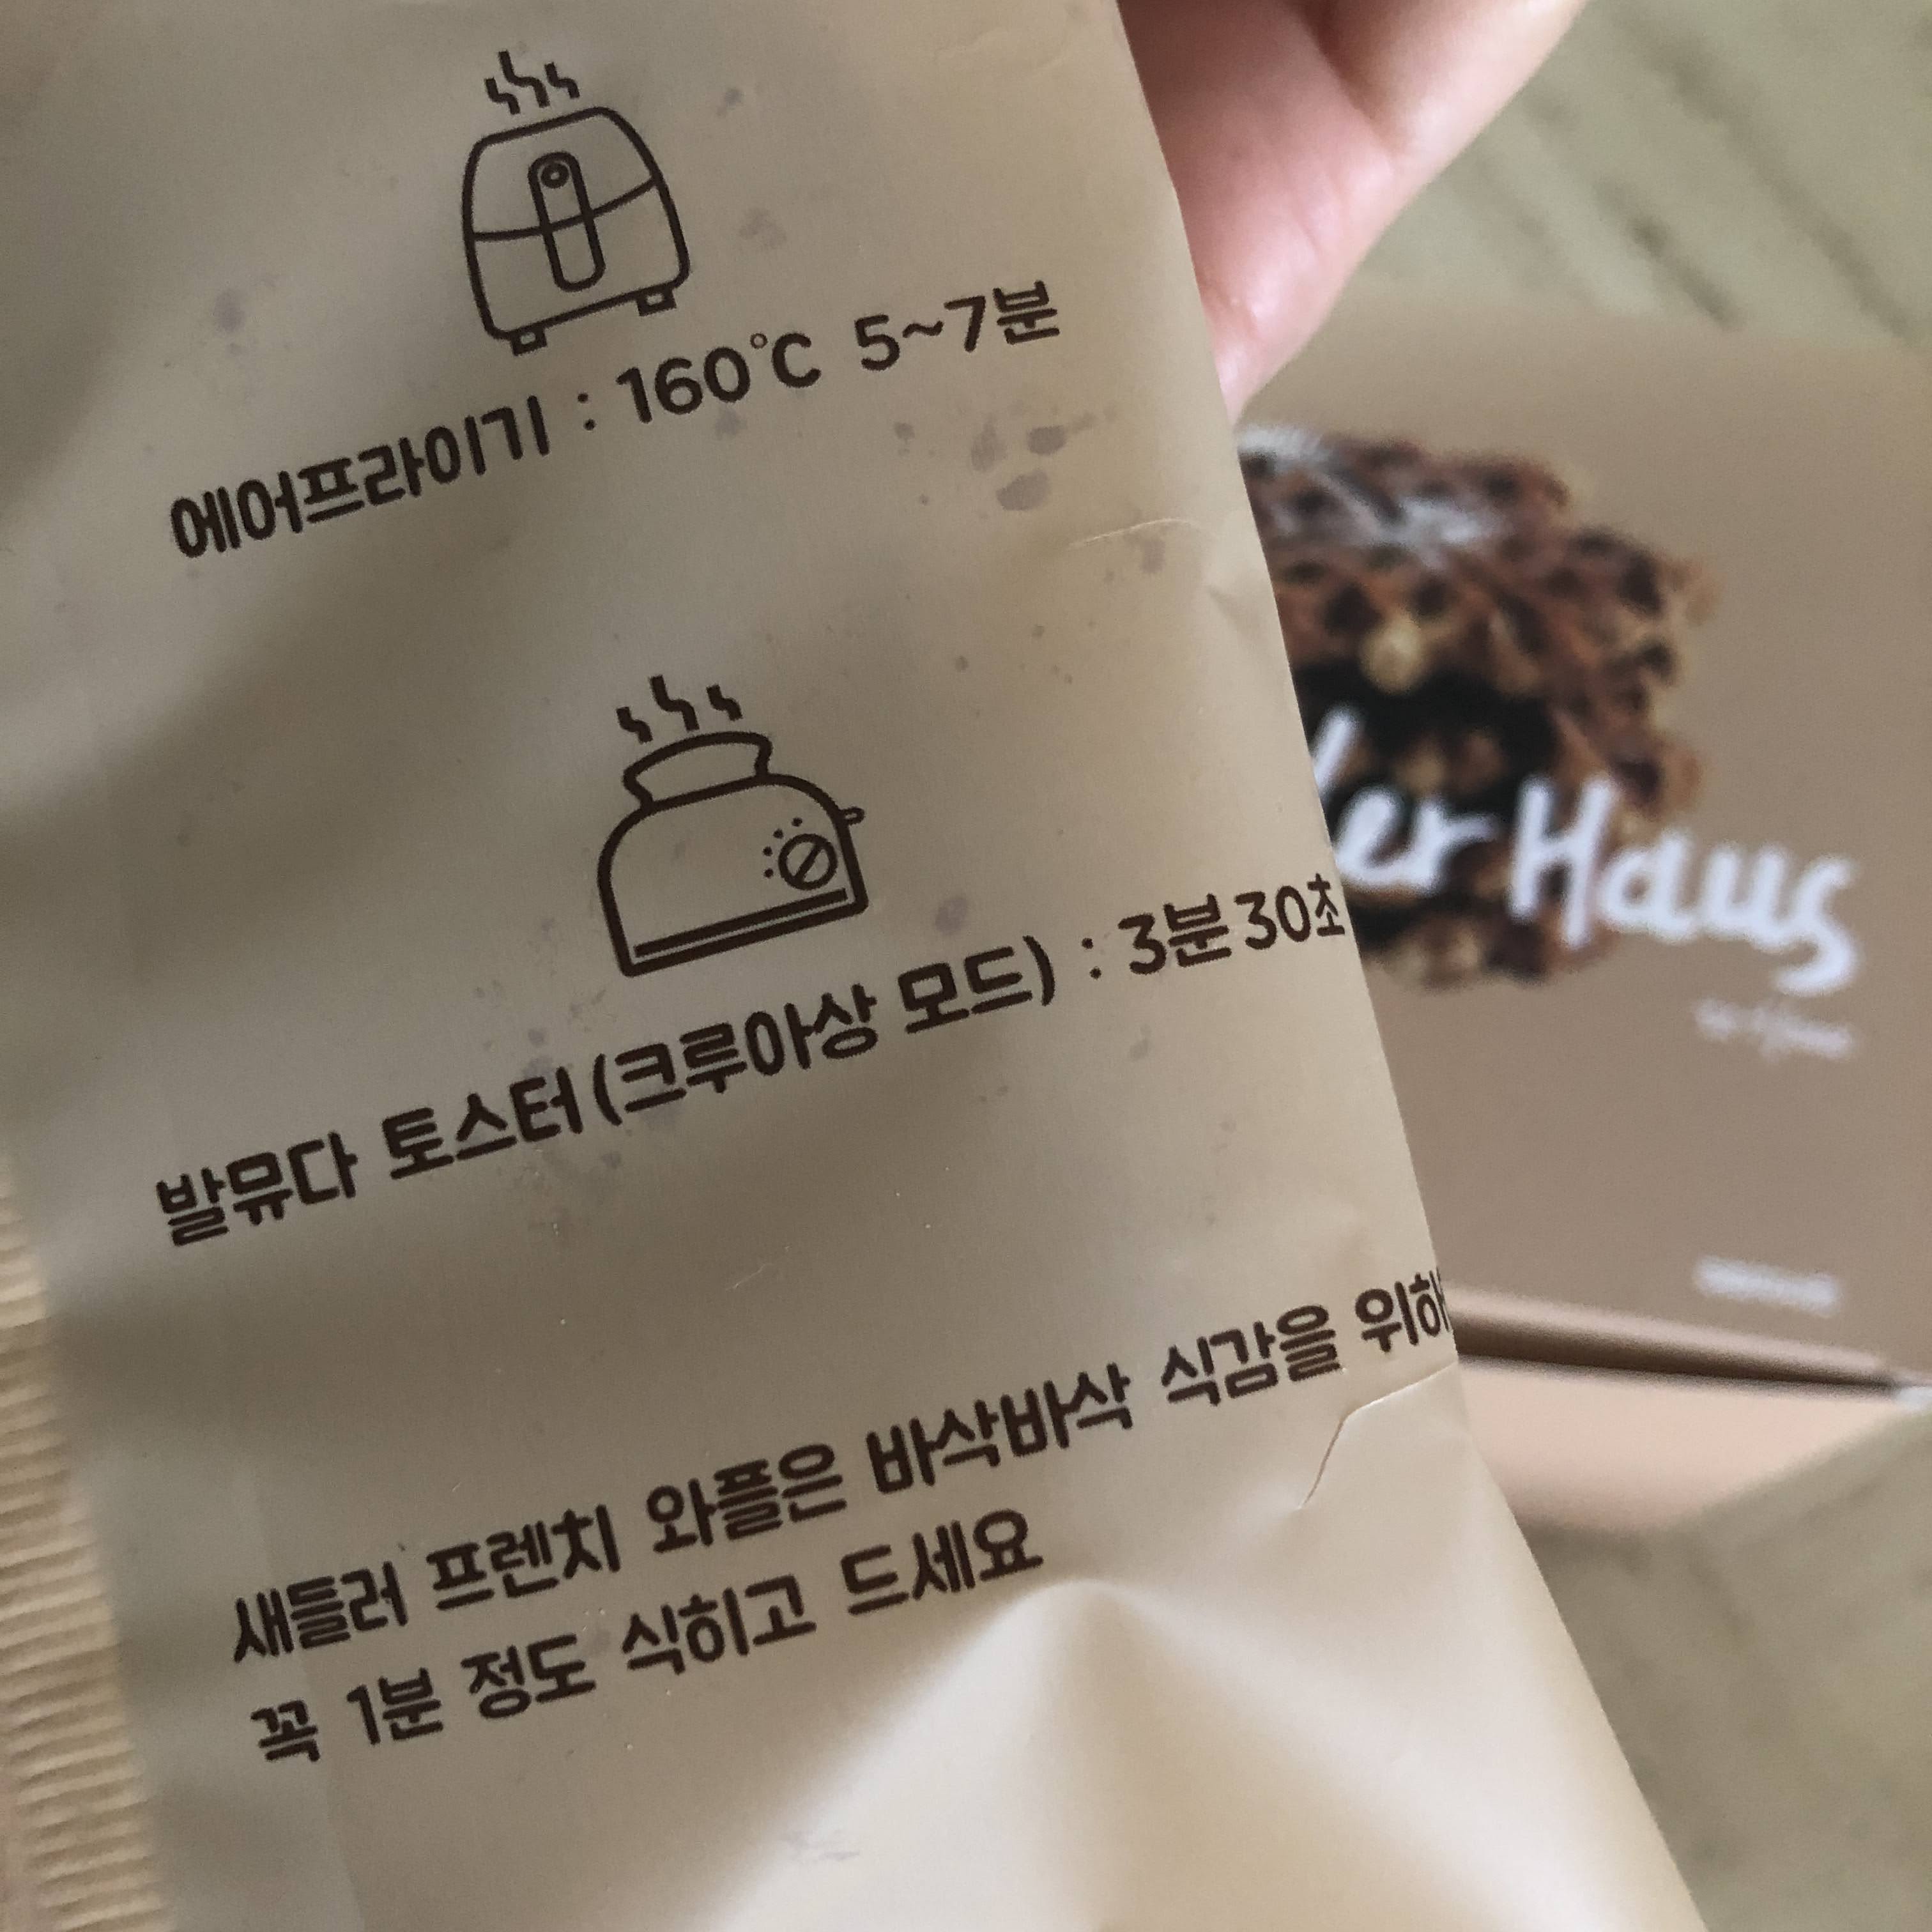 에어프라이기 : 160℃ 5~7분
발뮤다 토스터(크루아상 모드) : 3분30초
새들러 프렌치 와플은 바삭바삭 식감을 위하
꼭 1분 정도 식히고 드세요
ler Haus